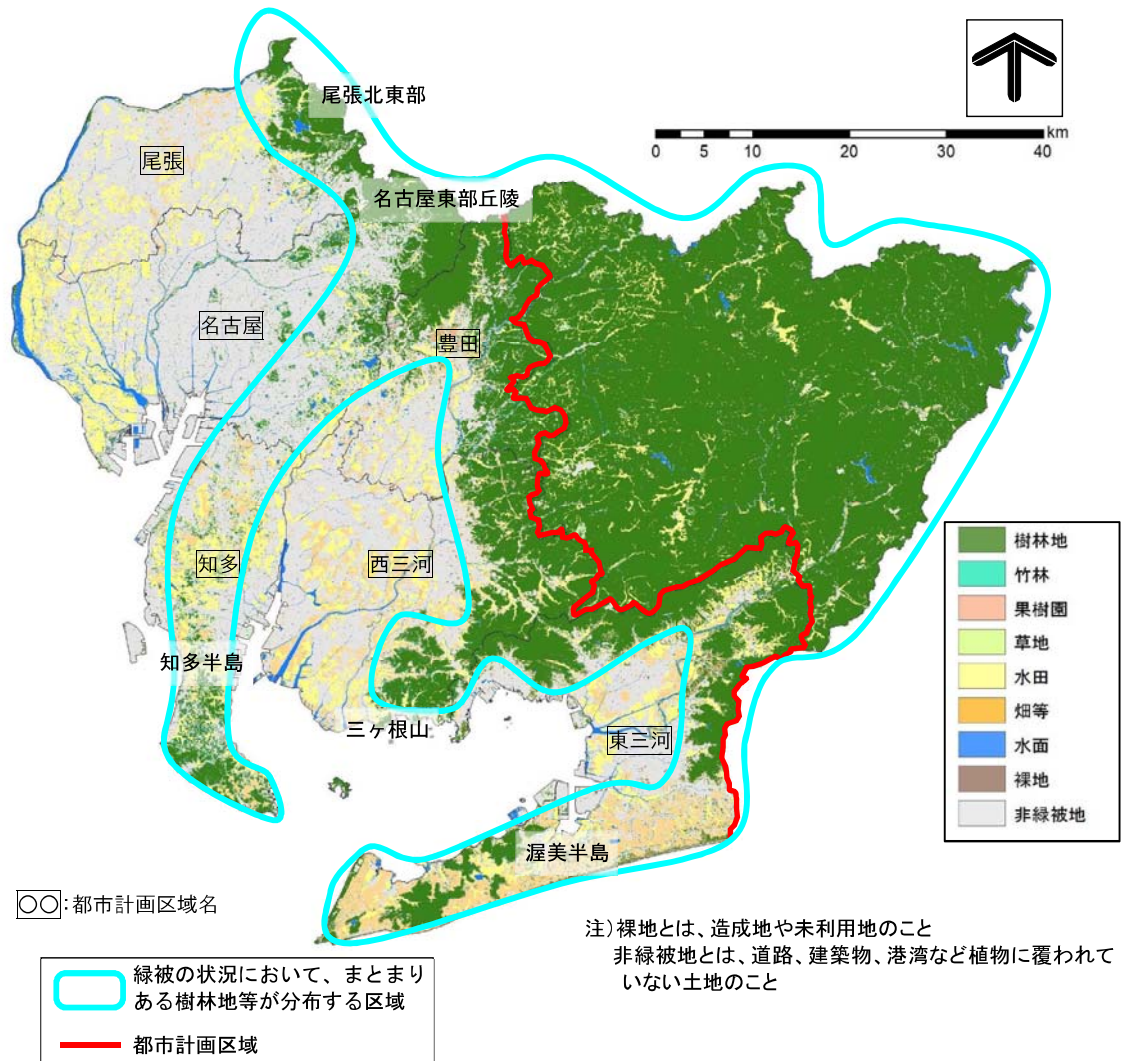 尾張北東部
km
0 5 10 20 30 40
尾張
名古屋東部丘陵
名古屋
豊田
知多
西三河
知多半島
三ヶ根山
東三河
渥美半島
樹林地
竹林
果樹園
草地
水田
畑等
水面
裸地
非緑被地
○○:都市計画区域名
注)裸地とは、造成地や未利用地のこと
非緑被地とは、道路、建築物、港湾など植物に覆われて
いない土地のこと
緑被の状況において、まとまり
ある樹林地等が分布する区域
都市計画区域